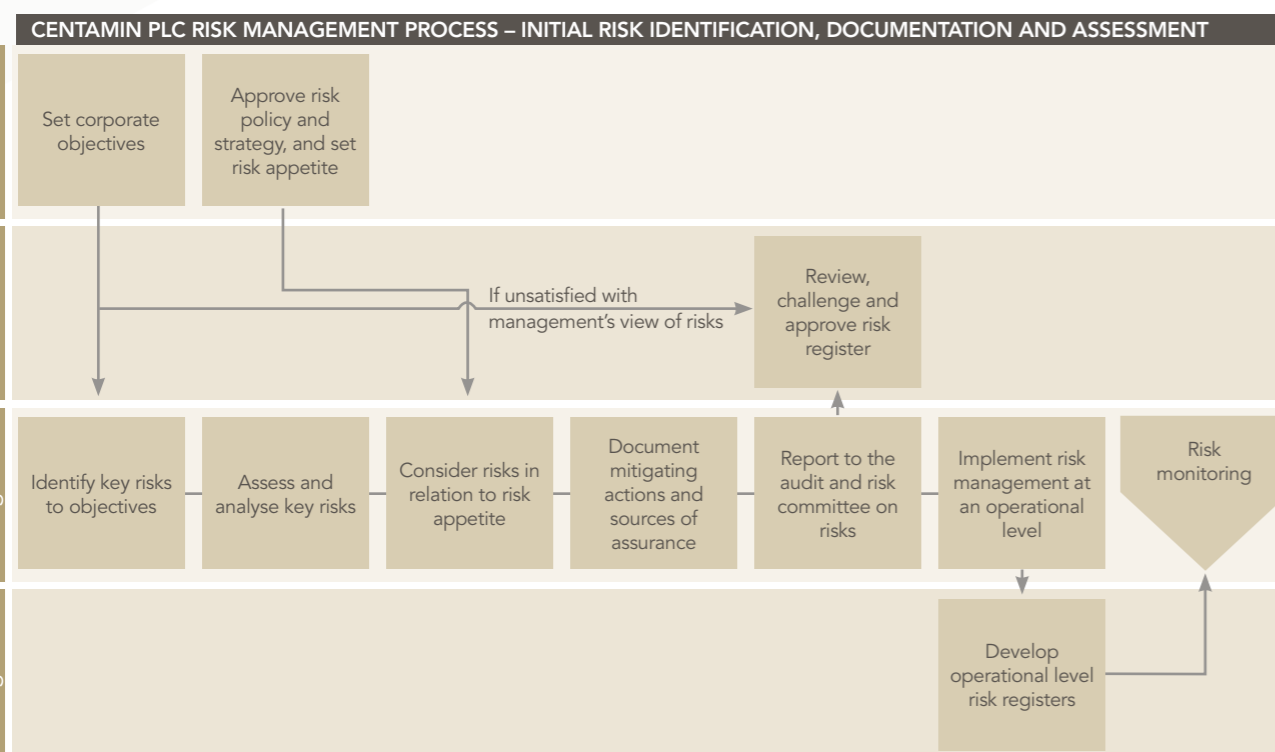 CENTAMIN PLC RISK MANAGEMENT PROCESS – INITIAL RISK IDENTIFICATION, DOCUMENTATION AND ASSESSMENT
Set corporate
objectives
Approve risk
policy and
strategy, and set
risk appetite
If unsatisfied with
management's view of risks
Review,
challenge and
approve risk
register
Identify key risks
to objectives
Assess and
analyse key risks
Consider risks in
relation to risk
appetite
Document
mitigating
actions and
sources of
assurance
Report to the
audit and risk
committee on
risks
Implement risk
management at
an operational
level
Risk
monitoring
Develop
operational level
risk registers